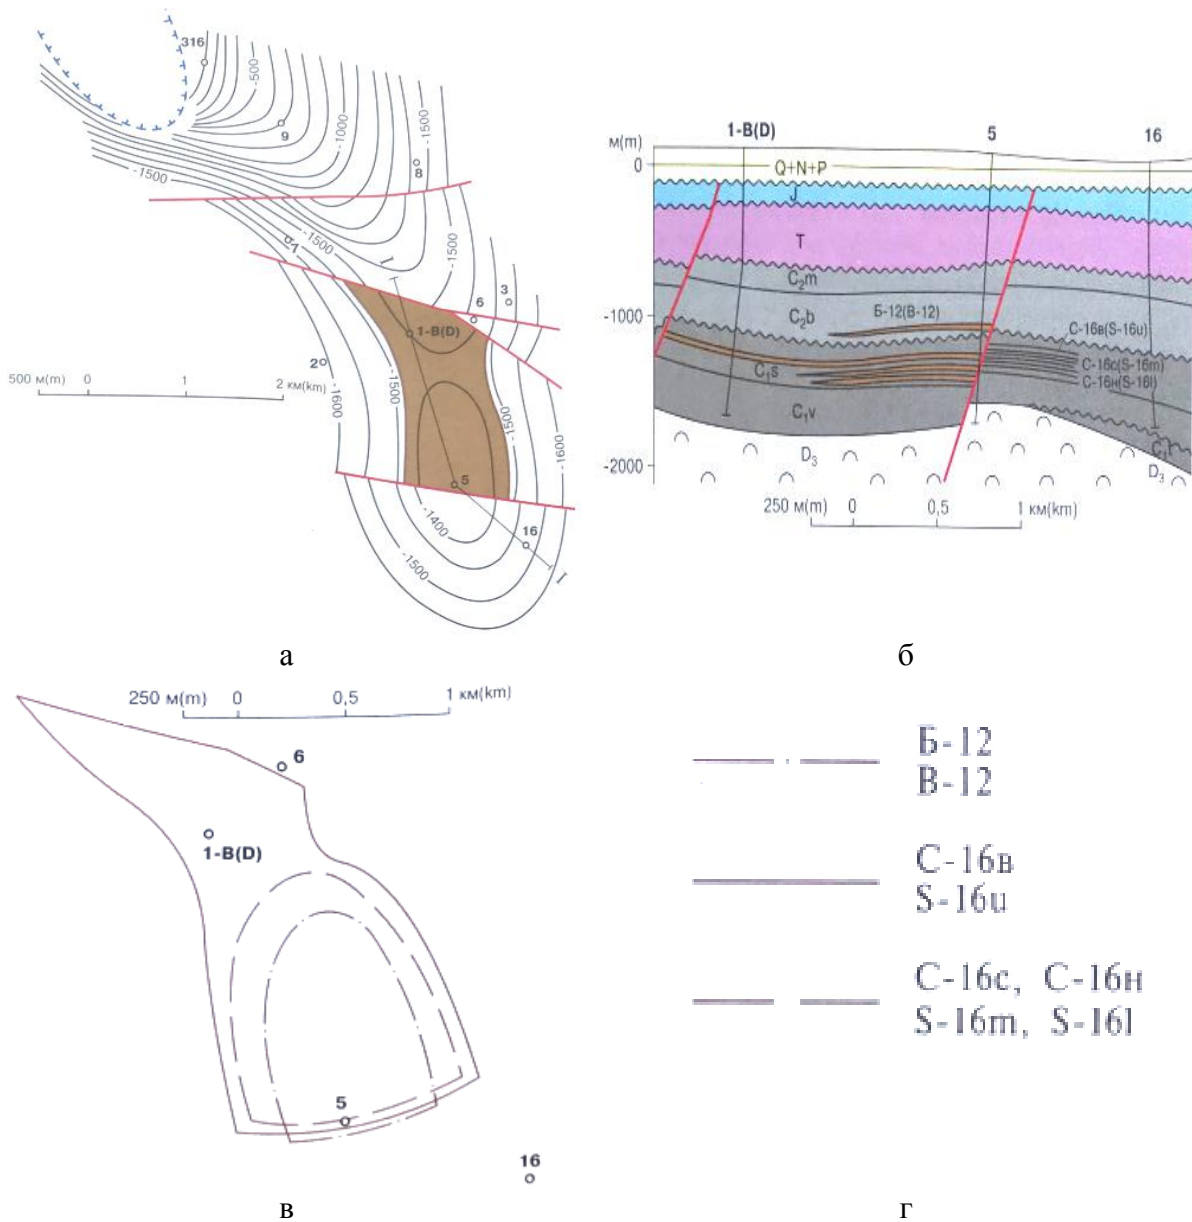 316
-500
9
-1000
-1500
-1500
8
-1500
1
-1500
-1500
I
3
6
1-В(D)
2
500 м(m) 0 1 2 км(km)
-1600
-1500
-1500
-1600
5
-1400
16
-1500
I
а
м(m)
1-В(D) 5 16
0
Q+N+P
J
T
C₂m
-1000
Б-12(В-12)
C₂b
С-16в(S-16u)
С-16с(S-16m)
С-16н(S-16l)
C₁s
C₁v
D₃
C₁t
D₃
-2000
250 м(m) 0 0,5 1 км(km)
б
250 м(m) 0 0,5 1 км(km)
6
1-В(D)
5
16
в
Б-12
В-12
С-16в
S-16u
С-16с, С-16н
S-16m, S-16l
г